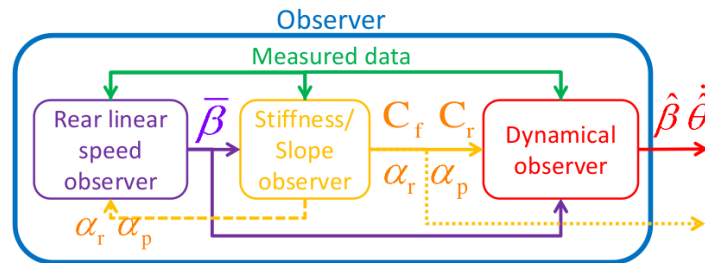 Observer
Measured data
Rear linear
speed
observer
β̅
Stiffness/
Slope
observer
C_f C_r
α_r α_p
Dynamical
observer
β̂ θ̂̇
α_r α_p